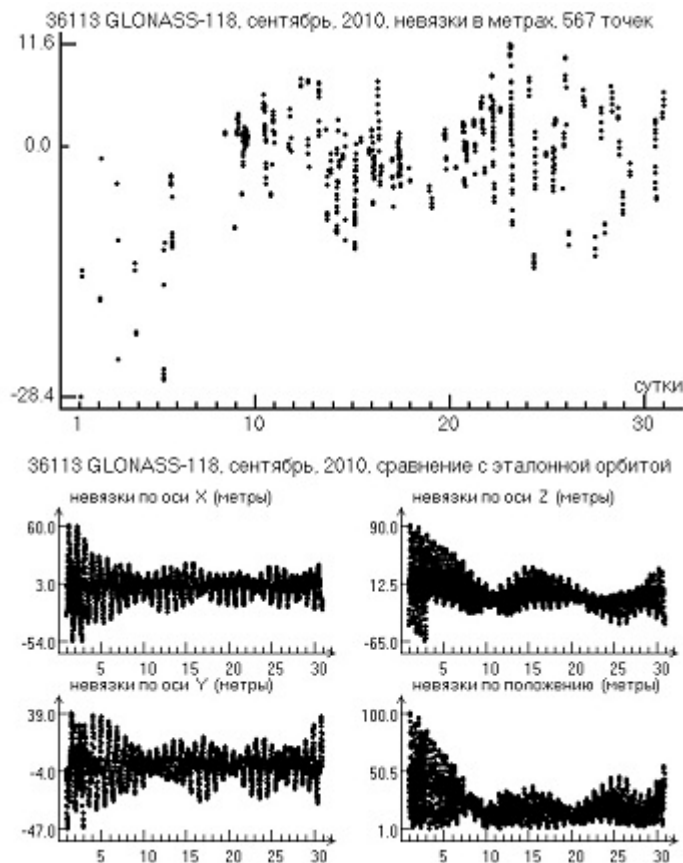 36113 GLONASS-118, сентябрь, 2010, невязки в метрах, 567 точек
11.6
0.0
-28.4
сутки
1 10 20 30
36113 GLONASS-118, сентябрь, 2010, сравнение с эталонной орбитой
невязки по оси X (метры)
60.0
3.0
-54.0
5 10 15 20 25 30
невязки по оси Z (метры)
90.0
12.5
-65.0
5 10 15 20 25 30
невязки по оси Y (метры)
39.0
-4.0
-47.0
5 10 15 20 25 30
невязки по положению (метры)
100.0
50.5
1.0
5 10 15 20 25 30